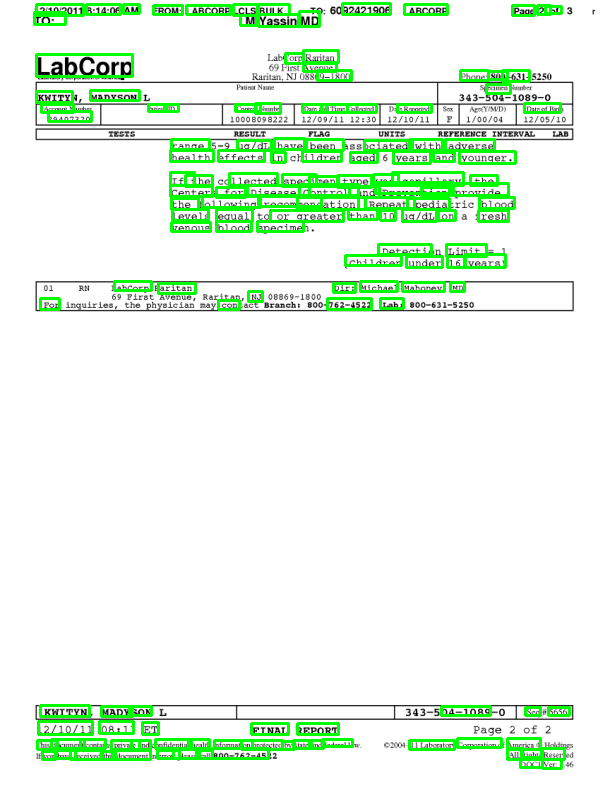 12/10/2011 8:14:06 AM FROM: LABCORP LCLS BULK TO: 6092421906 LABCORP Page 2 of 3
TO: M Yassin MD
LabCorp
LabCorp Raritan
69 First Avenue
Raritan, NJ 08869-1800
Phone: 800-631-5250
Patient Name Specimen Number
KWITYN, MADYSON L 343-504-1089-0
Account Number Patient ID Control Number Date & Time Collected Date Reported Sex Age(Y/M/D) Date of Birth
29407320 10008098222 12/09/11 12:30 12/10/11 F 1/00/04 12/05/10
TESTS RESULT FLAG UNITS REFERENCE INTERVAL LAB
range 5-9 ug/dL have been associated with adverse
health effects in children aged 6 years and younger.
If the collected specimen type was capillary, the
Centers for Disease Control and Prevention provide
the following recommendation: Repeat pediatric blood
levels equal to or greater than 10 ug/dL on a fresh
venous blood specimen.
Detection Limit = 1
(Children under 16 years)
01 RN LabCorp Raritan Dir: Michael Mahoney, MD
69 First Avenue, Raritan, NJ 08869-1800
For inquiries, the physician may contact Branch: 800-762-4522 Lab: 800-631-5250
KWITYN, MADYSON L 343-504-1089-0 Seq # 5636
12/10/11 08:13 ET FINAL REPORT Page 2 of 2
This document contains private and confidential health information protected by state and federal law. ©2004-11 Laboratory Corporation of America ® Holdings
If you have received this document in error, please call 800-762-4522 All Rights Reserved
DOC1 Ver: 1.46